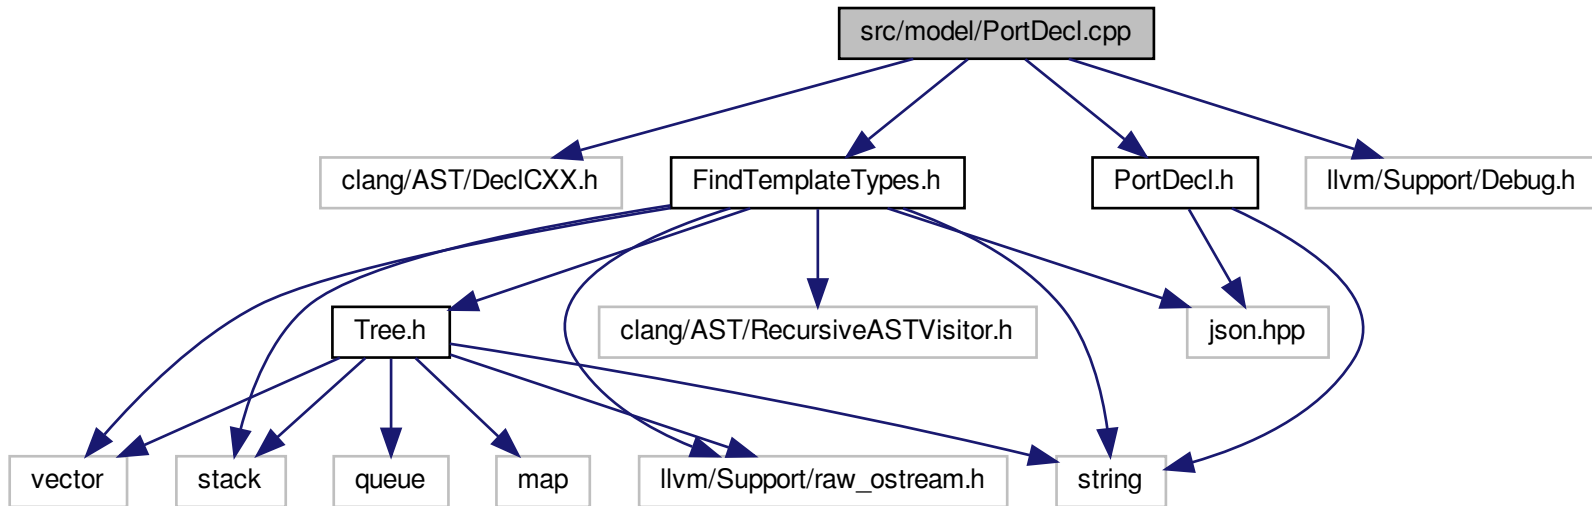 src/model/PortDecl.cpp
clang/AST/DeclCXX.h
FindTemplateTypes.h
PortDecl.h
llvm/Support/Debug.h
Tree.h
clang/AST/RecursiveASTVisitor.h
json.hpp
vector
stack
queue
map
llvm/Support/raw_ostream.h
string